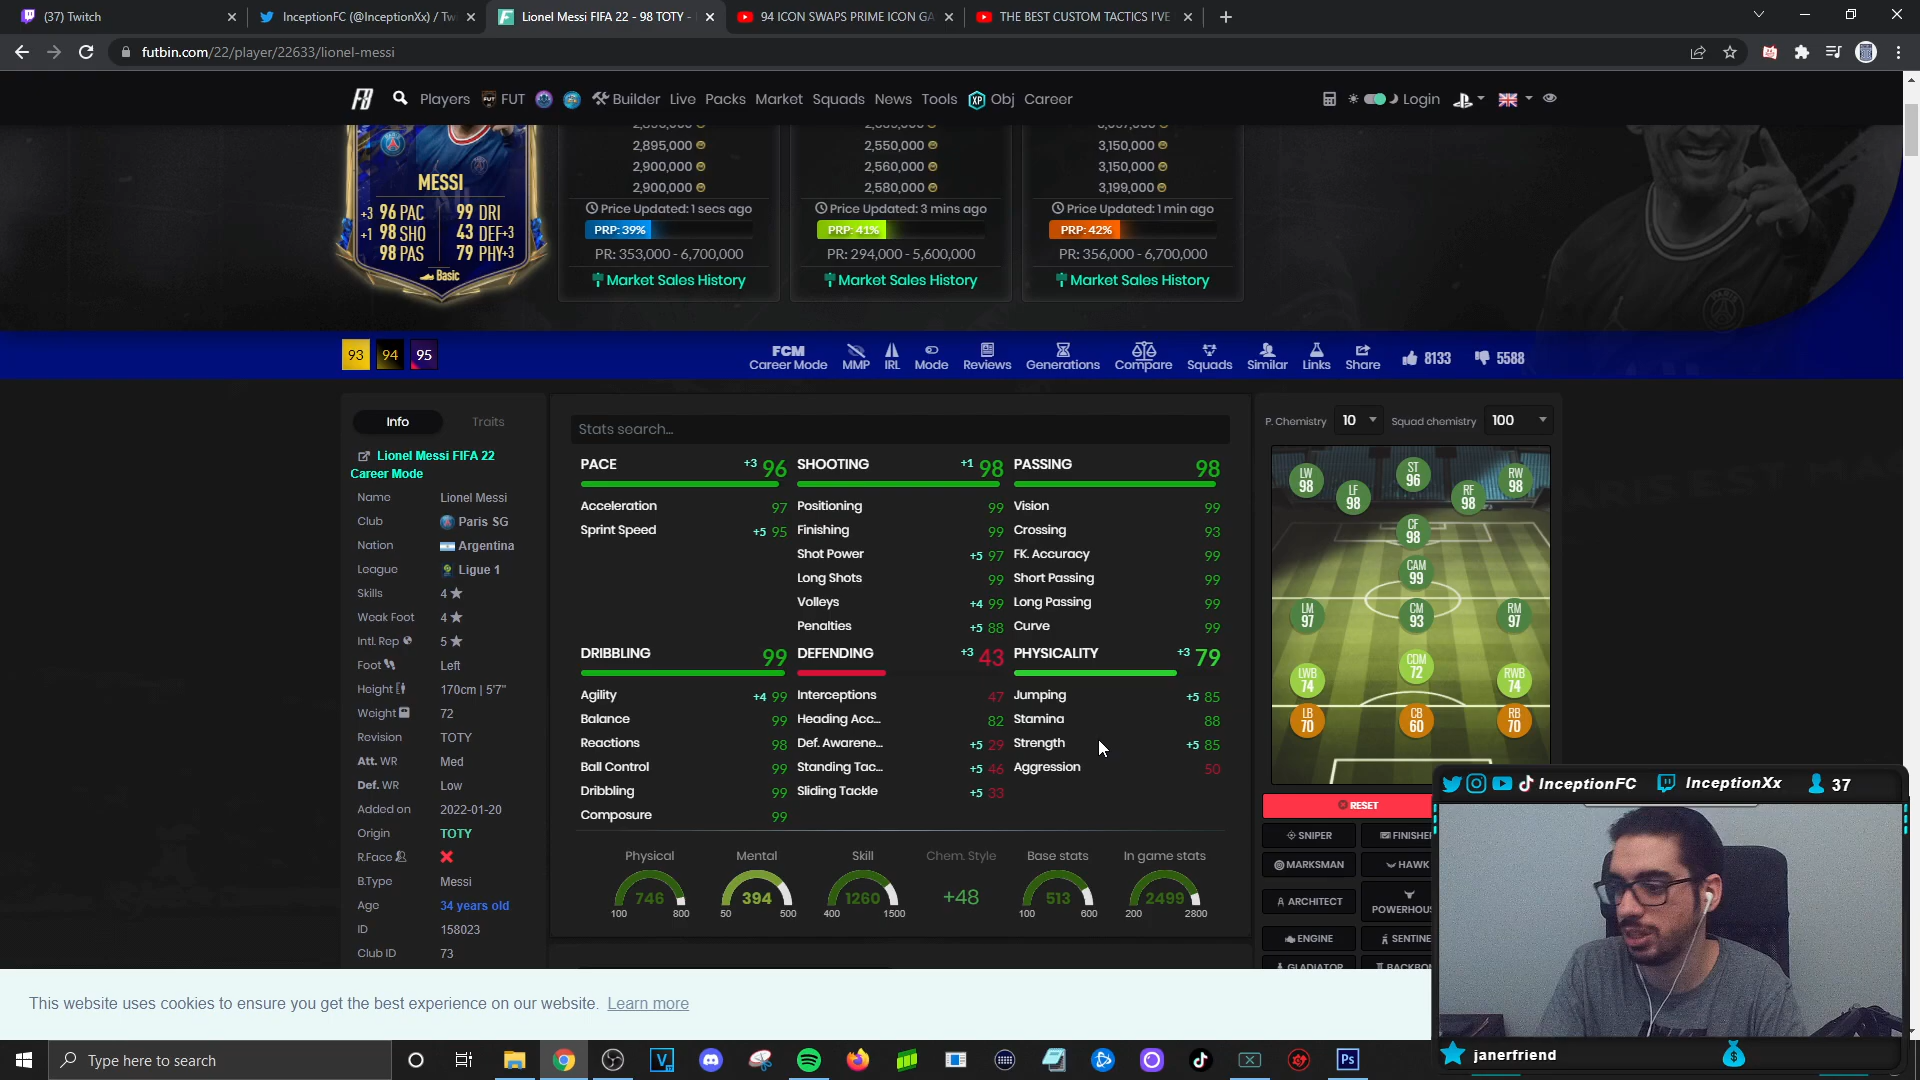 (37) Twitch
InceptionFC (@InceptionXx) / Tw
Lionel Messi FIFA 22 - 98 TOTY -
94 ICON SWAPS PRIME ICON GA
THE BEST CUSTOM TACTICS I'VE
futbin.com/22/player/22633/lionel-messi
Players FUT Builder Live Packs Market Squads News Tools XP Obj Career Login
2,895,000 3,150,000
2,550,000
2,900,000 2,560,000 3,150,000
2,900,000 2,580,000 3,199,000
Price Updated: 1 secs ago Price Updated: 3 mins ago Price Updated: 1 min ago
PRP: 39% PRP: 41% PRP: 42%
PR: 353,000 - 6,700,000 PR: 294,000 - 5,600,000 PR: 356,000 - 6,700,000
Market Sales History Market Sales History Market Sales History
MESSI
+3 96 PAC 99 DRI
+1 98 SHO 43 DEF+3
98 PAS 79 PHY+3
Basic
93 94 95
FCM Career Mode MMP IRL Mode Reviews Generations Compare Squads Similar Links Share 8133 5588
Info Traits
Lionel Messi FIFA 22
Career Mode
Name Lionel Messi
Club Paris SG
Nation Argentina
League Ligue 1
Skills 4
Weak Foot 4
Intl. Rep 5
Foot Left
Height 170cm | 5'7"
Weight 72
Revision TOTY
Att. WR Med
Def. WR Low
Added on 2022-01-20
Origin TOTY
R.Face
B.Type Messi
Age 34 years old
ID 158023
Club ID 73
Stats search...
PACE +3 96
Acceleration 97
Sprint Speed +5 95
SHOOTING +1 98
Positioning 99
Finishing 99
Shot Power +5 97
Long Shots 99
Volleys +4 99
Penalties +5 88
PASSING 98
Vision 99
Crossing 93
FK. Accuracy 99
Short Passing 99
Long Passing 99
Curve 99
DRIBBLING 99
Agility +4 99
Balance 99
Reactions 98
Ball Control 99
Dribbling 99
Composure 99
DEFENDING +3 43
Interceptions 47
Heading Acc... 82
Def. Awarene... +5 29
Standing Tac... +5 46
Sliding Tackle +5 33
PHYSICALITY +3 79
Jumping +5 85
Stamina 88
Strength +5 85
Aggression 50
Physical Mental Skill Chem. Style Base stats In game stats
746 394 1260 +48 513 2499
100 800 50 500 400 1500 100 600 200 2800
P. Chemistry 10 Squad chemistry 100
LW 98
ST 96
RW 98
LF 98
RF 98
CF 98
CAM 99
LM 97
CM 93
RM 97
LWB 74
CDM 72
RWB 74
LB 70
CB 60
RB 70
RESET
SNIPER FINISHE
MARKSMAN HAWK
ARCHITECT POWERHOUS
ENGINE SENTINE
GLADIATOR BACKBO
InceptionFC InceptionXx 37
janerfriend
This website uses cookies to ensure you get the best experience on our website. Learn more
Type here to search
Ps